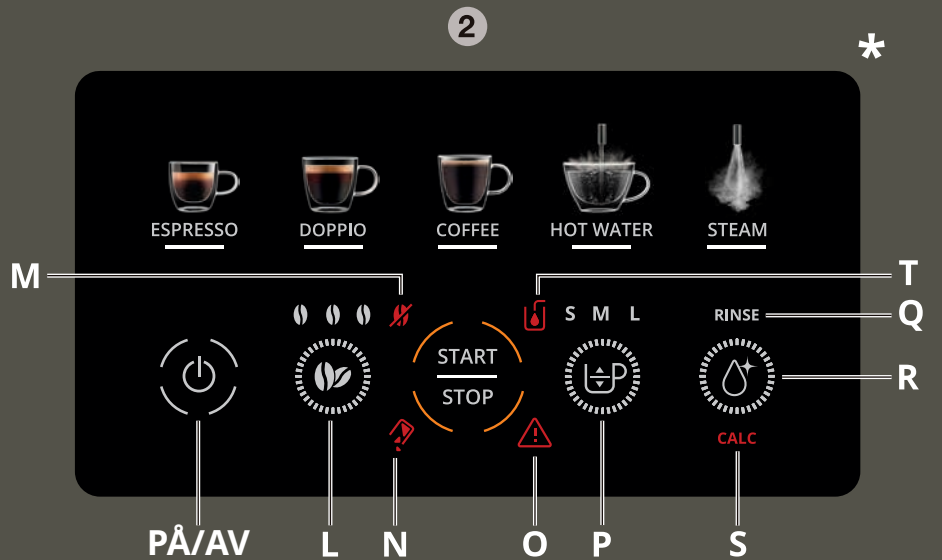 2
*
ESPRESSO DOPPIO COFFEE HOT WATER STEAM
M
T
S M L RINSE Q
START
STOP
R
CALC
PÅ/AV L N O P S